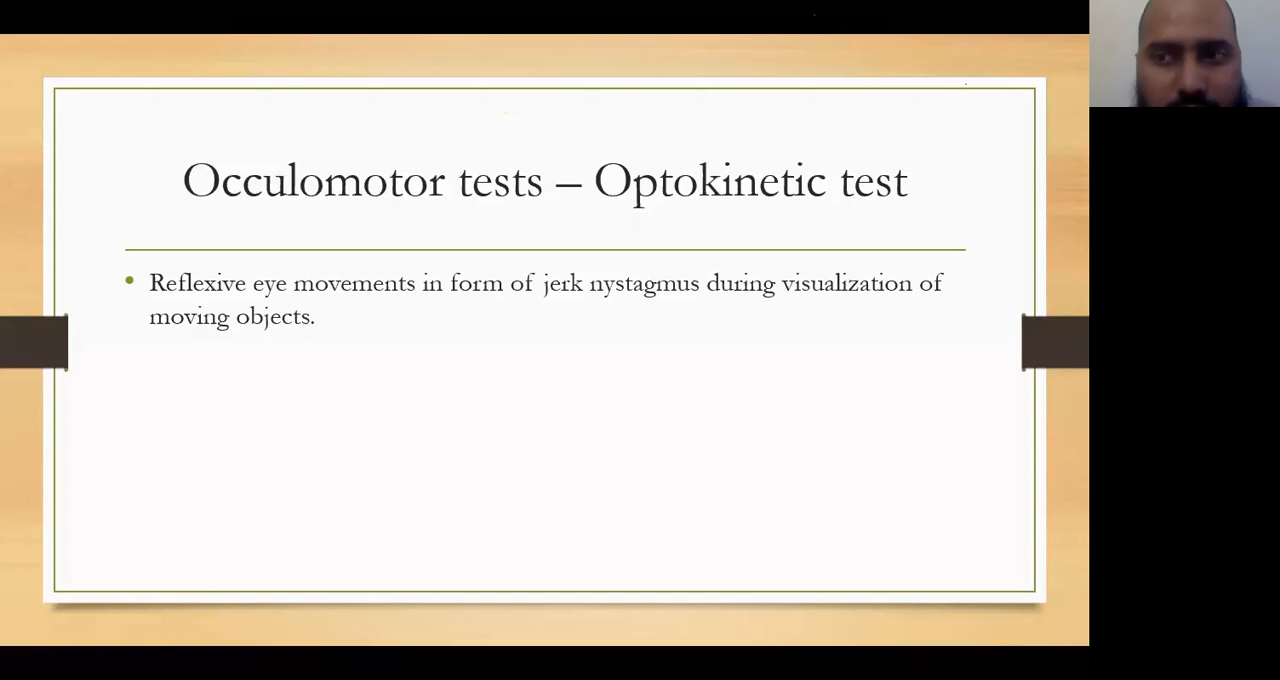 Occulomotor tests – Optokinetic test
• Reflexive eye movements in form of jerk nystagmus during visualization of
moving objects.